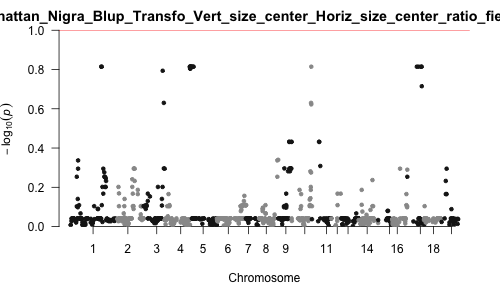 hattan_Nigra_Blup_Transfo_Vert_size_center_Horiz_size_center_ratio_fie
1.0
0.8
0.6
0.4
0.2
0.0
− log10(p)
1 2 3 4 5 6 7 8 9 11 14 16 18
Chromosome